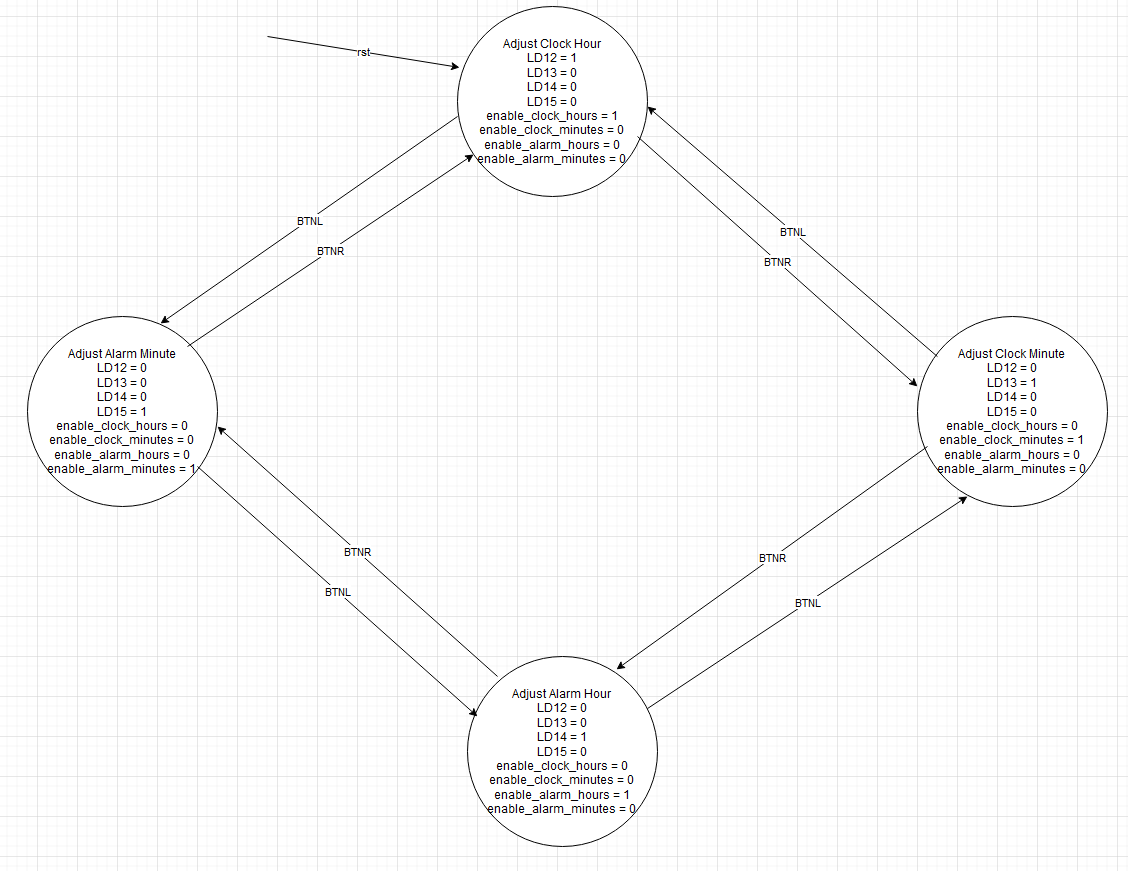 Adjust Clock Hour
LD12 = 1
LD13 = 0
LD14 = 0
LD15 = 0
enable_clock_hours = 1
enable_clock_minutes = 0
enable_alarm_hours = 0
enable_alarm_minutes = 0
rst
BTNL
BTNR
BTNL
BTNR
Adjust Alarm Minute
LD12 = 0
LD13 = 0
LD14 = 0
LD15 = 1
enable_clock_hours = 0
enable_clock_minutes = 0
enable_alarm_hours = 0
enable_alarm_minutes = 1
Adjust Clock Minute
LD12 = 0
LD13 = 1
LD14 = 0
LD15 = 0
enable_clock_hours = 0
enable_clock_minutes = 1
enable_alarm_hours = 0
enable_alarm_minutes = 0
BTNR
BTNL
BTNR
BTNL
Adjust Alarm Hour
LD12 = 0
LD13 = 0
LD14 = 1
LD15 = 0
enable_clock_hours = 0
enable_clock_minutes = 0
enable_alarm_hours = 1
enable_alarm_minutes = 0